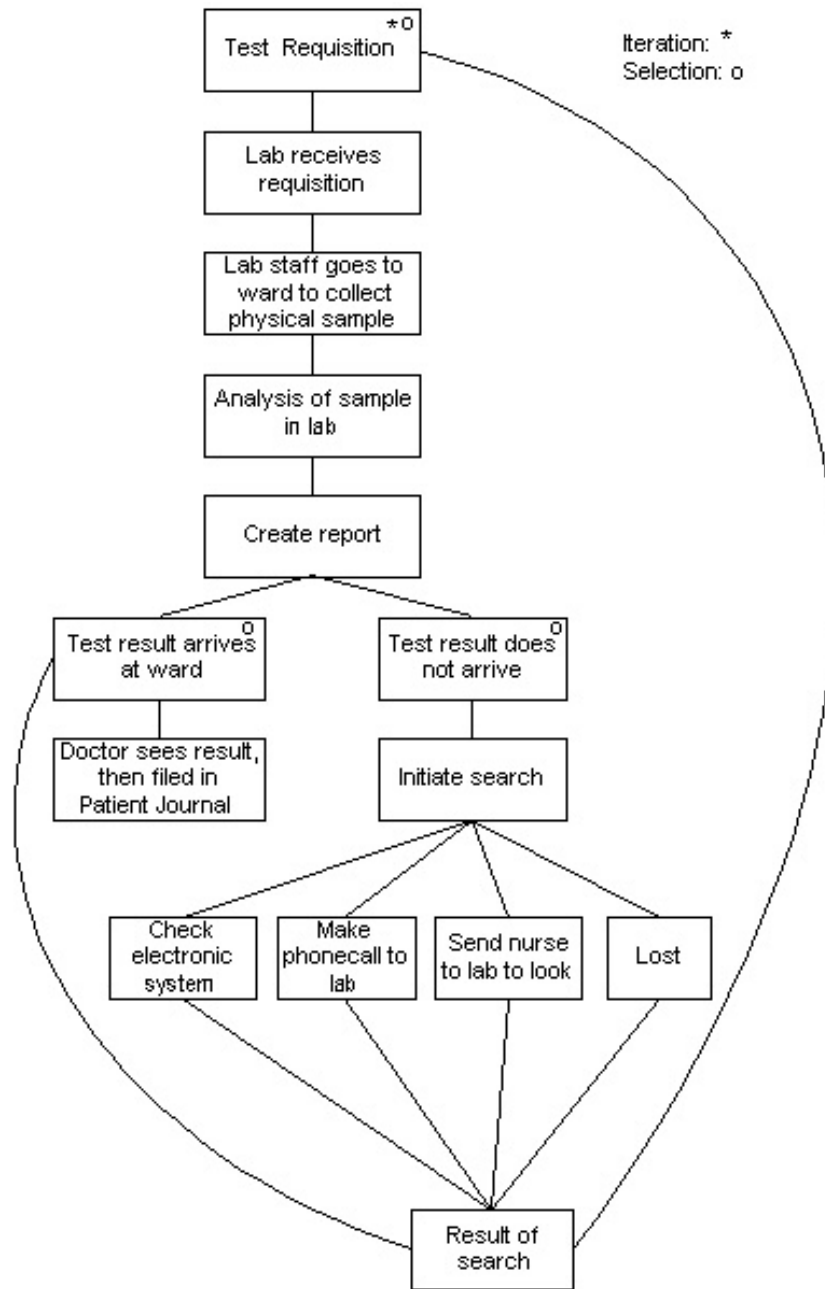 * o
Test Requisition
Iteration: *
Selection: o
Lab receives
requisition
Lab staff goes to
ward to collect
physical sample
Analysis of sample
in lab
Create report
o
Test result arrives
at ward
o
Test result does
not arrive
Doctor sees result,
then filed in
Patient Journal
Initiate search
Check
electronic
system
Make
phonecall to
lab
Send nurse
to lab to look
Lost
Result of
search